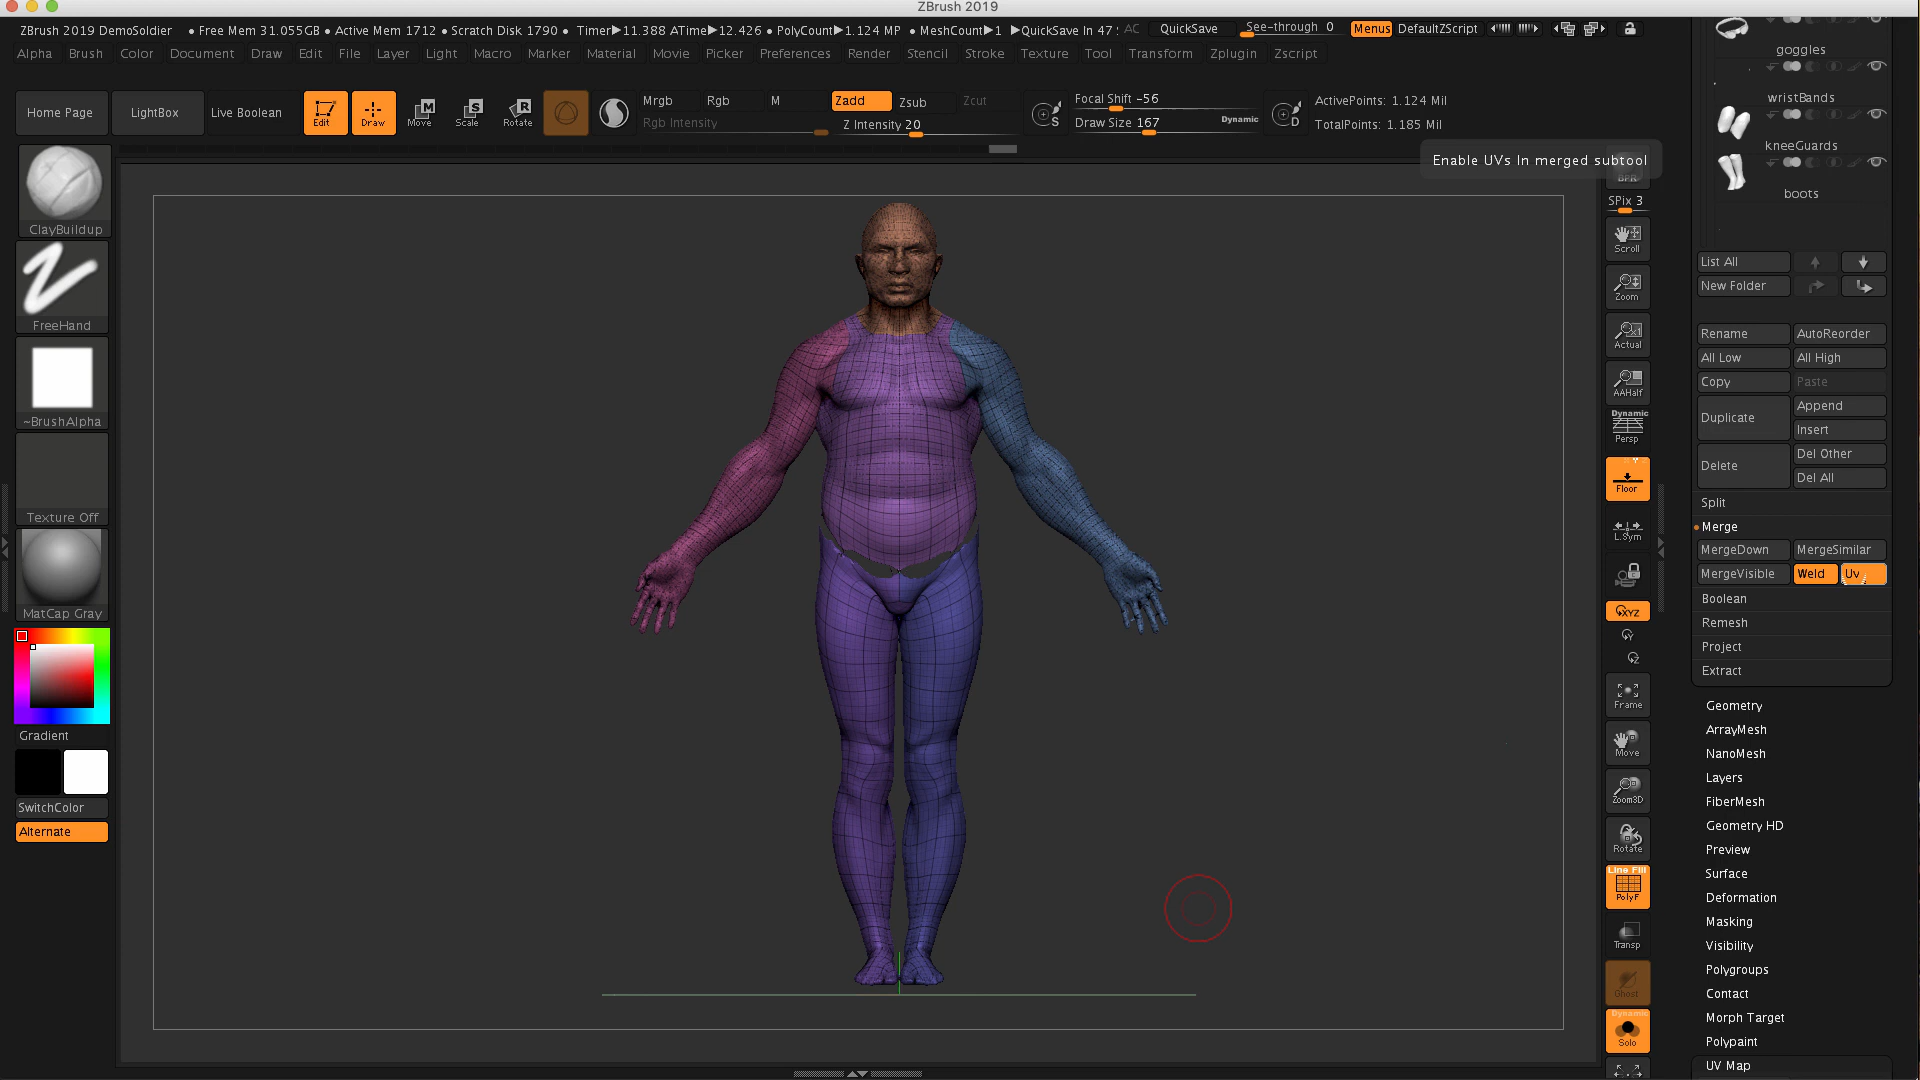 ZBrush 2019
ZBrush 2019 DemoSoldier • Free Mem 31.055GB • Active Mem 1712 • Scratch Disk 1790 • Timer▶11.388 ATime▶12.426 • PolyCount▶1.124 MP • MeshCount▶1 ▶QuickSave In 47 : AC QuickSave See-through 0 Menus DefaultZScript
Alpha Brush Color Document Draw Edit File Layer Light Macro Marker Material Movie Picker Preferences Render Stencil Stroke Texture Tool Transform Zplugin Zscript
Home Page LightBox Live Boolean Edit Draw Move Scale Rotate
M S R
Mrgb Rgb M Zadd Zsub Zcut
Rgb Intensity Z Intensity 20
S Focal Shift -56
Draw Size 167 Dynamic
D ActivePoints: 1.124 Mil
TotalPoints: 1.185 Mil
Enable UVs In merged subtool
ClayBuildup
FreeHand
~BrushAlpha
Texture Off
MatCap Gray
Gradient
SwitchColor
Alternate
BPR
SPix 3
Scroll
Zoom
Actual
AAHalf
Dynamic
Persp
Floor
L.Sym
XYZ
Y
Z
Frame
Move
Zoom3D
Rotate
Line Fill
PolyF
Transp
Ghost
Dynamic
Solo
goggles
wristBands
kneeGuards
boots
List All
New Folder
Rename AutoReorder
All Low All High
Copy Paste
Duplicate Append
Insert
Delete Del Other
Del All
Split
Merge
MergeDown MergeSimilar
MergeVisible Weld Uv
Boolean
Remesh
Project
Extract
Geometry
ArrayMesh
NanoMesh
Layers
FiberMesh
Geometry HD
Preview
Surface
Deformation
Masking
Visibility
Polygroups
Contact
Morph Target
Polypaint
UV Map